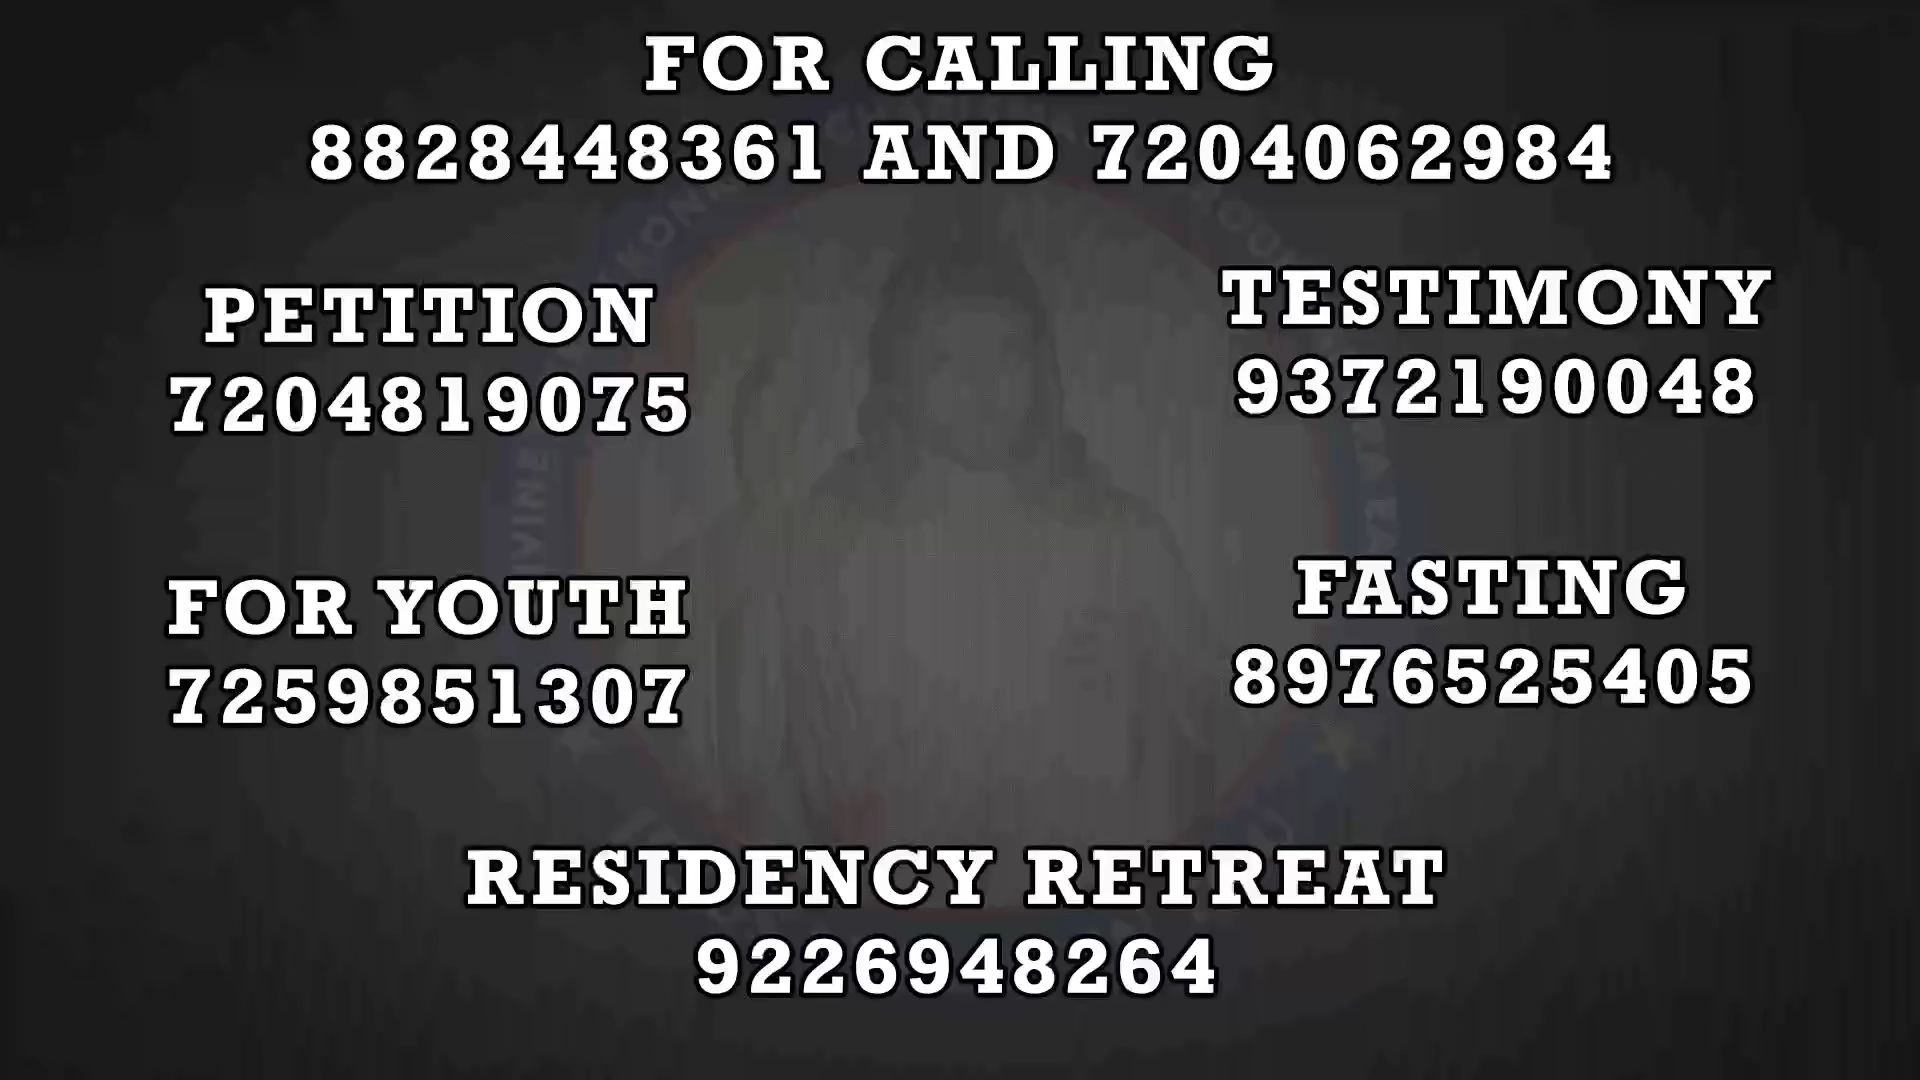 FOR CALLING
8828448361 AND 7204062984
PETITION
7204819075
TESTIMONY
9372190048
FOR YOUTH
7259851307
FASTING
8976525405
RESIDENCY RETREAT
9226948264